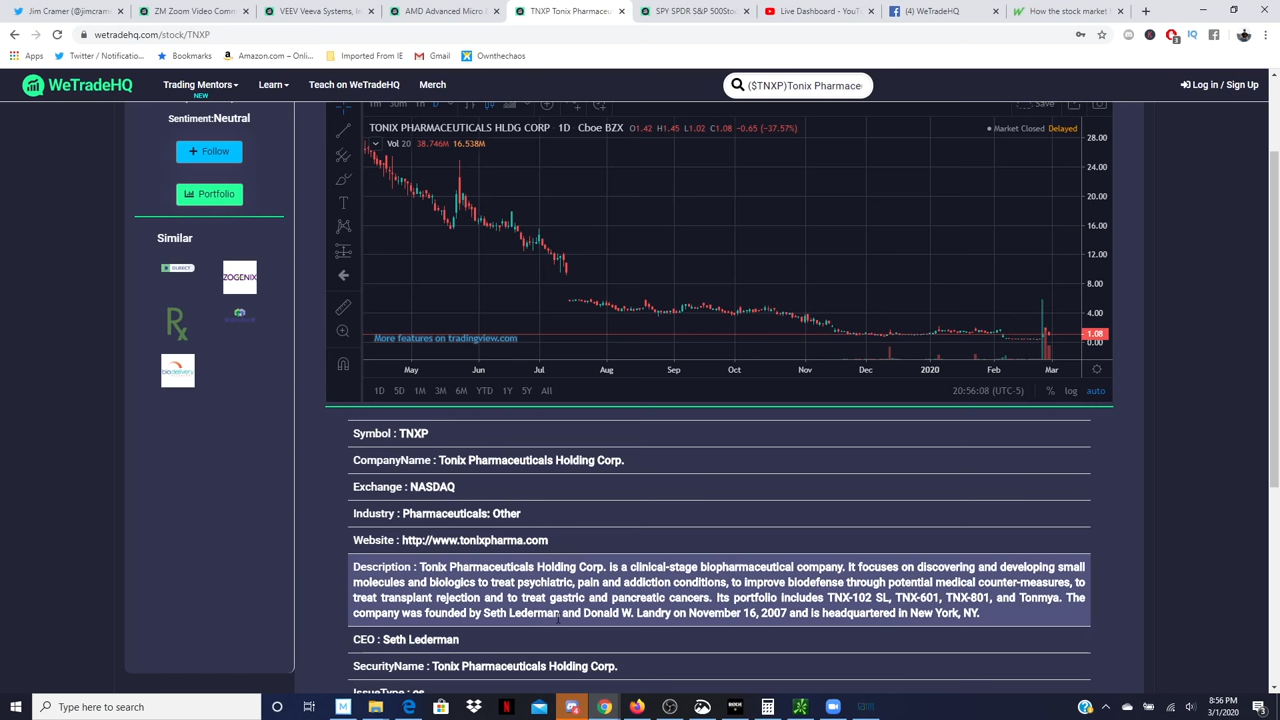 Jim Cramer (@jimcram
ZM Zoom Video Commu
VEEV Veeva Systems, In
AMD Advanced Micro
TNXP Tonix Pharmaceu
SPY SPDR S&P 500Stoc
Live Dashboard - YouT
(4) WeTradeHQ
How the stock market
wetradehq.com/stock/TNXP
Apps
Twitter / Notification...
Bookmarks
Amazon.com – Onli...
Imported From IE
Gmail
Ownthechaos
WeTradeHQ
Trading Mentors
NEW
Learn
Teach on WeTradeHQ
Merch
($TNXP)Tonix Pharmace
Log in / Sign Up
Sentiment:Neutral
Follow
Portfolio
Similar
ZOGENIX
biodelivery
1m 30m 1h D
Save
TONIX PHARMACEUTICALS HLDG CORP · 1D · Cboe BZX O1.42 H1.45 L1.02 C1.08 -0.65 (-37.57%)
Market Closed Delayed
Vol 20 38.746M 16.538M
28.00
24.00
20.00
16.00
12.00
8.00
4.00
1.08
0.00
More features on tradingview.com
May Jun Jul Aug Sep Oct Nov Dec 2020 Feb Mar
1D 5D 1M 3M 6M YTD 1Y 5Y All
20:56:08 (UTC-5) % log auto
Symbol : TNXP
CompanyName : Tonix Pharmaceuticals Holding Corp.
Exchange : NASDAQ
Industry : Pharmaceuticals: Other
Website : http://www.tonixpharma.com
Description : Tonix Pharmaceuticals Holding Corp. is a clinical-stage biopharmaceutical company. It focuses on discovering and developing small
molecules and biologics to treat psychiatric, pain and addiction conditions, to improve biodefense through potential medical counter-measures, to
treat transplant rejection and to treat gastric and pancreatic cancers. Its portfolio includes TNX-102 SL, TNX-601, TNX-801, and Tonmya. The
company was founded by Seth Lederman and Donald W. Landry on November 16, 2007 and is headquartered in New York, NY.
CEO : Seth Lederman
SecurityName : Tonix Pharmaceuticals Holding Corp.
IssueType : cs
Type here to search
8:56 PM
3/1/2020